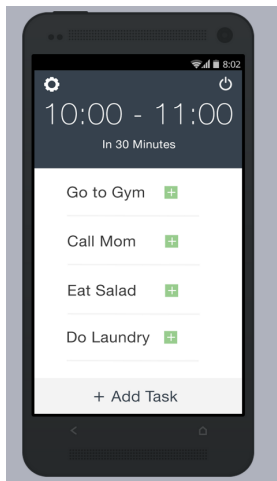 8:02
10:00 - 11:00
In 30 Minutes
Go to Gym +
Call Mom +
Eat Salad +
Do Laundry +
+ Add Task